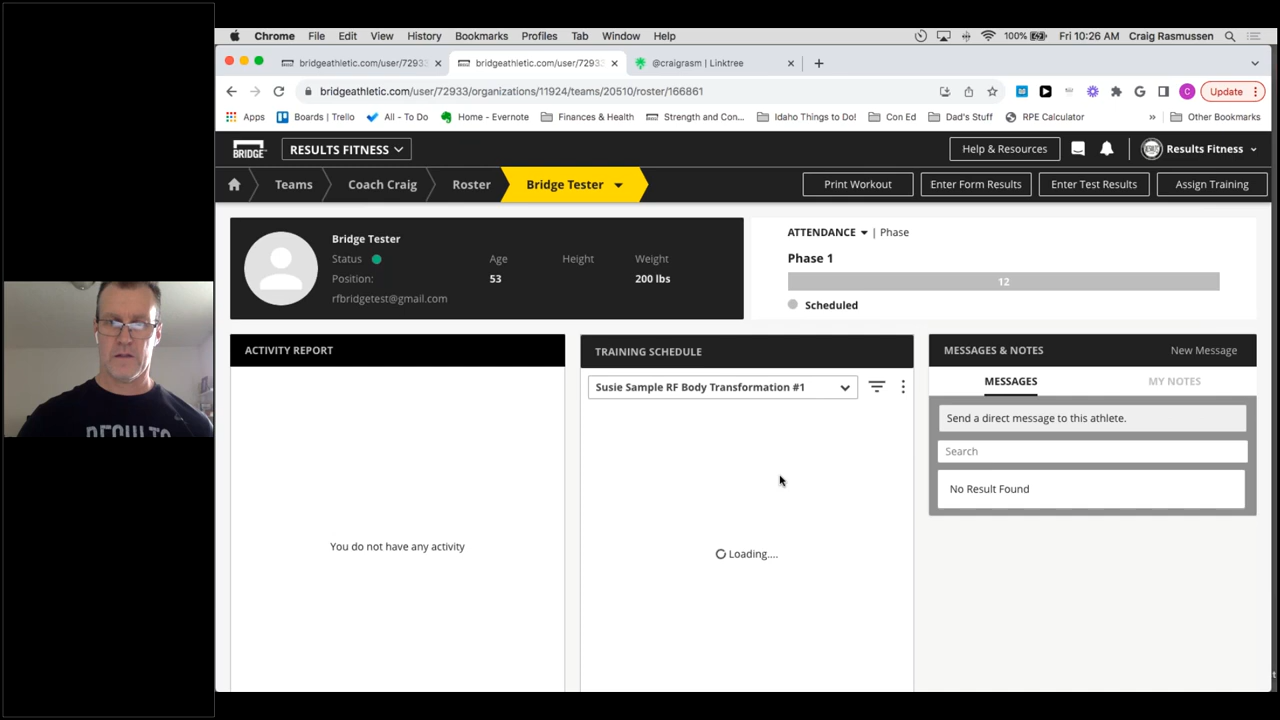 Chrome File Edit View History Bookmarks Profiles Tab Window Help 100% Fri 10:26 AM Craig Rasmussen
bridgeathletic.com/user/7293 bridgeathletic.com/user/7293 @craigrasm | Linktree
bridgeathletic.com/user/72933/organizations/11924/teams/20510/roster/166861 C Update
Apps Boards | Trello All - To Do Home - Evernote Finances & Health Strength and Con... Idaho Things to Do! Con Ed Dad's Stuff RPE Calculator » Other Bookmarks
BRIDGE RESULTS FITNESS Help & Resources Results Fitness
Teams Coach Craig Roster Bridge Tester Print Workout Enter Form Results Enter Test Results Assign Training
Bridge Tester
Status Age Height Weight
Position: 53 200 lbs
rfbridgetest@gmail.com
ATTENDANCE | Phase
Phase 1
12
Scheduled
ACTIVITY REPORT
You do not have any activity
TRAINING SCHEDULE
Susie Sample RF Body Transformation #1
Loading....
MESSAGES & NOTES New Message
MESSAGES MY NOTES
Send a direct message to this athlete.
Search
No Result Found
RESULTS